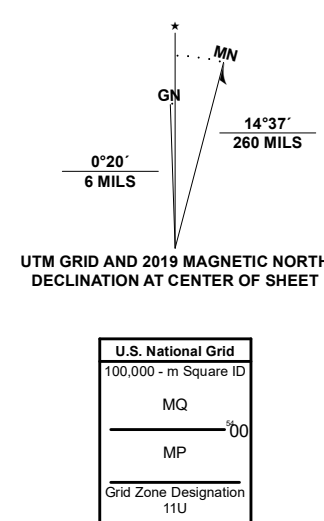 ★
MN
GN
14°37´
260 MILS
0°20´
6 MILS
UTM GRID AND 2019 MAGNETIC NORTH
DECLINATION AT CENTER OF SHEET
U.S. National Grid
100,000 - m Square ID
MQ
5400
MP
Grid Zone Designation
11U